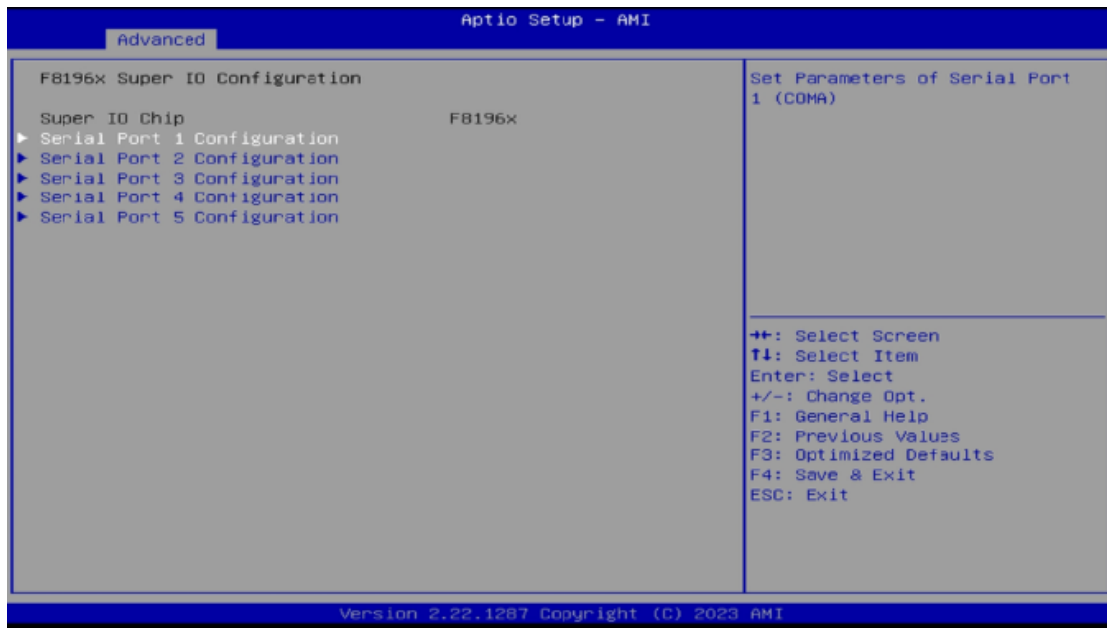 Aptio Setup - AMI
Advanced
F8196x Super IO Configuration
Super IO Chip F8196x
▶ Serial Port 1 Configuration
▶ Serial Port 2 Configuration
▶ Serial Port 3 Configuration
▶ Serial Port 4 Configuration
▶ Serial Port 5 Configuration
Set Parameters of Serial Port
1 (COMA)
→←: Select Screen
↑↓: Select Item
Enter: Select
+/-: Change Opt.
F1: General Help
F2: Previous Values
F3: Optimized Defaults
F4: Save & Exit
ESC: Exit
Version 2.22.1287 Copyright (C) 2023 AMI